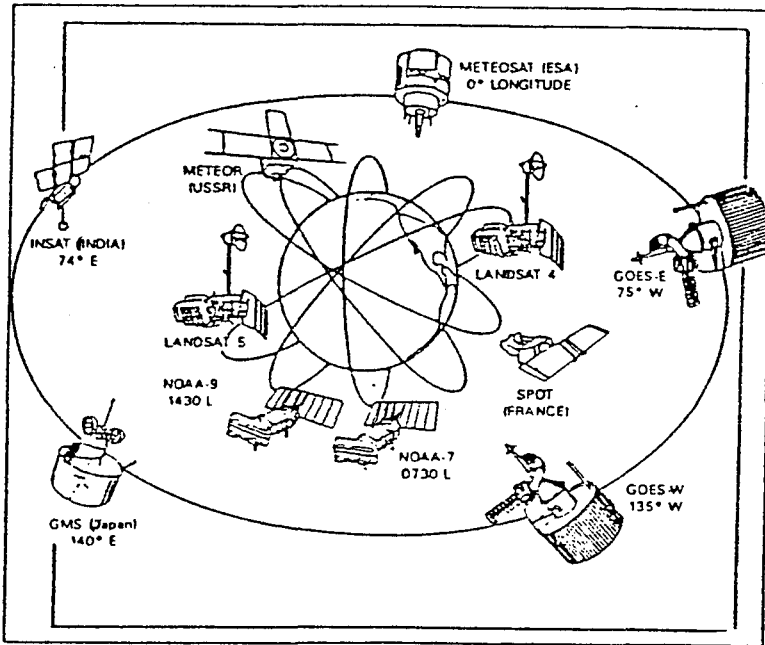 METEOSAT (ESA)
0° LONGITUDE
METEOR
(USSR)
INSAT (INDIA)
74° E
LANDSAT 4
GOES-E
75° W
LANDSAT 5
NOAA-9
1430 L
SPOT
(FRANCE)
NOAA-7
0730 L
GOES-W
135° W
GMS (Japan)
140° E